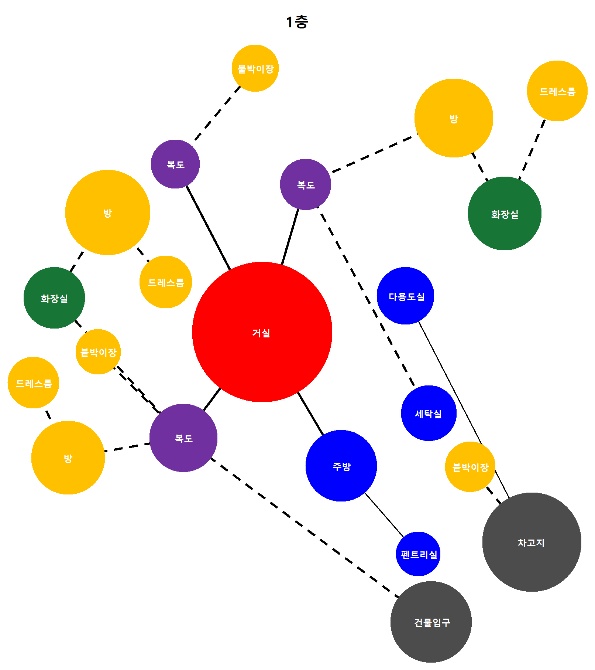 1층
붙박이장
드레스룸
방
복도
복도
방
화장실
드레스룸
다용도실
화장실
거실
붙박이장
드레스룸
세탁실
복도
방
주방
붙박이장
차고지
펜트리실
건물입구